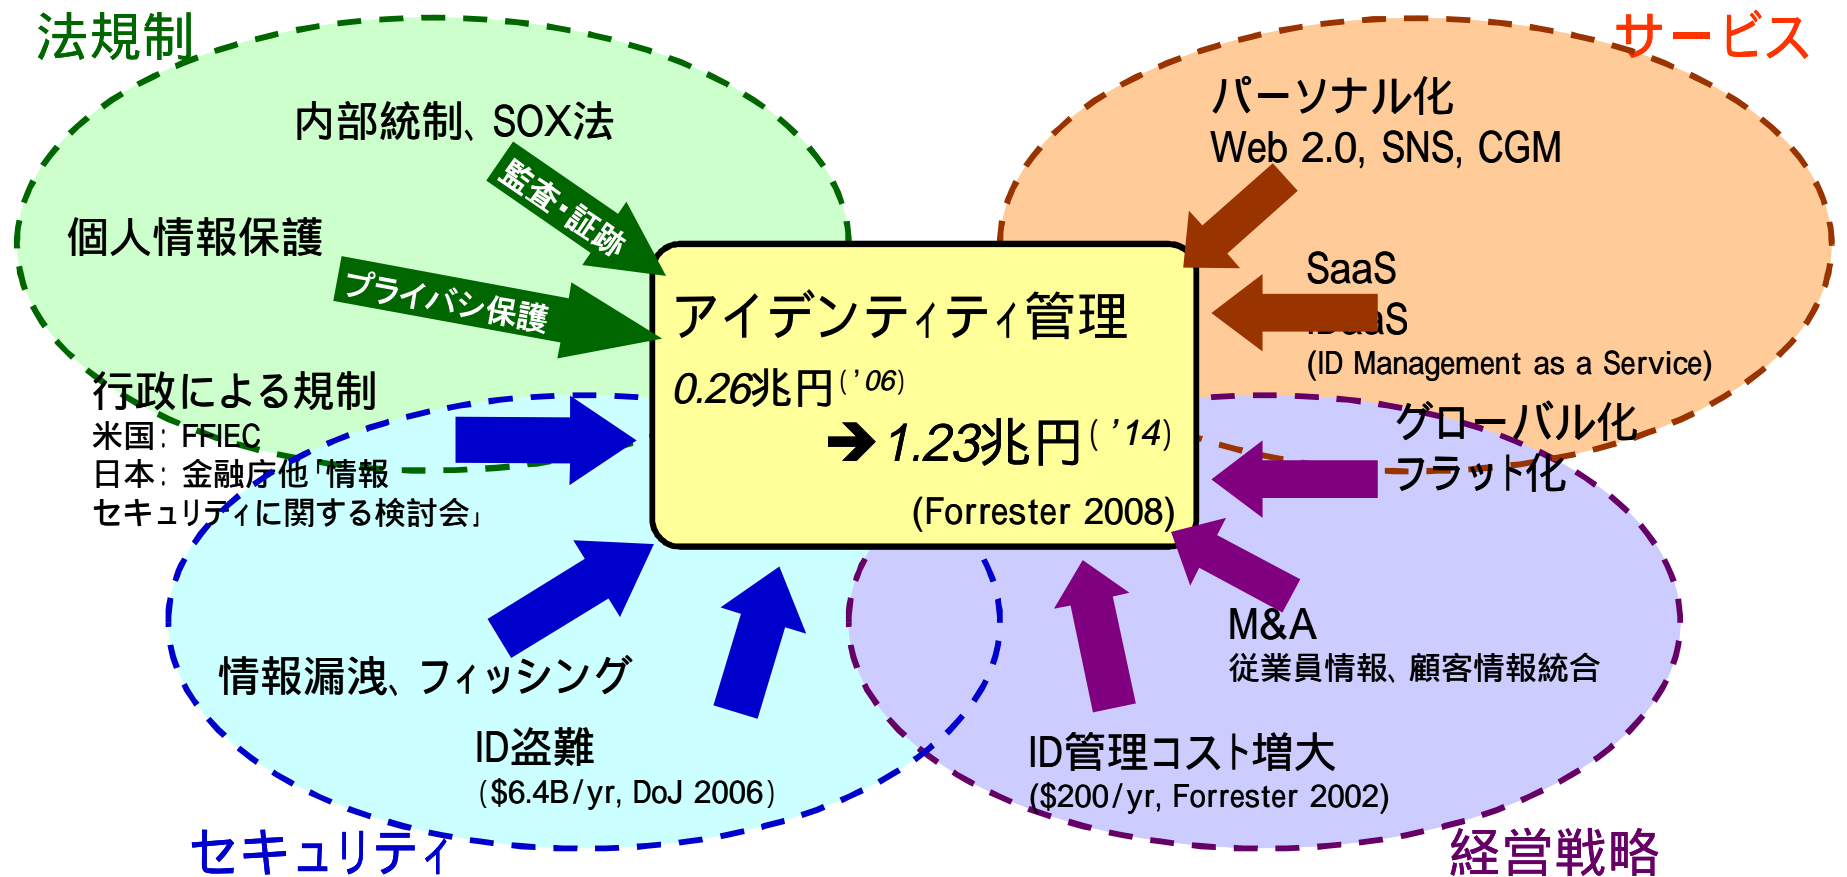 法規制
サービス
内部統制、SOX法
監査・証跡
個人情報保護
プライバシ保護
行政による規制
米国: FFIEC
日本: 金融庁他「情報
セキュリティに関する検討会」
パーソナル化
Web 2.0, SNS, CGM
SaaS
IDaaS
(ID Management as a Service)
アイデンティティ管理
0.26兆円('06)
➔1.23兆円('14)
(Forrester 2008)
グローバル化
フラット化
M&A
従業員情報、顧客情報統合
情報漏洩、フィッシング
ID盗難
($6.4B/yr, DoJ 2006)
ID管理コスト増大
($200/yr, Forrester 2002)
セキュリティ
経営戦略